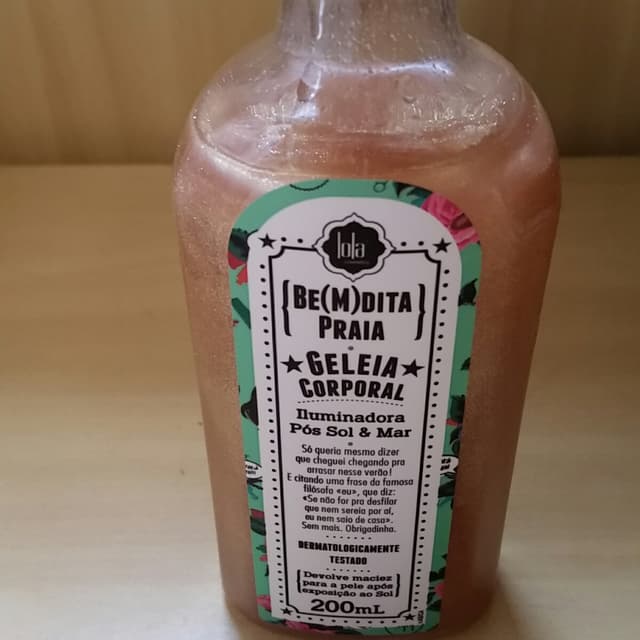 lola
{BE(M)DITA
PRAIA}
GELEIA
CORPORAL
Iluminadora
Pós Sol & Mar
Só queria mesmo dizer
que cheguei chegando pra
arrasar nesse verão!
E citando uma frase da famosa
filósofa «eu», que diz:
«Se não for pra desfilar
que nem sereia por aí,
eu nem saio de casa».
Sem mais. Obrigadinha.
DERMATOLOGICAMENTE
TESTADO
{Devolve maciez
para a pele após
exposição ao Sol}
200mL